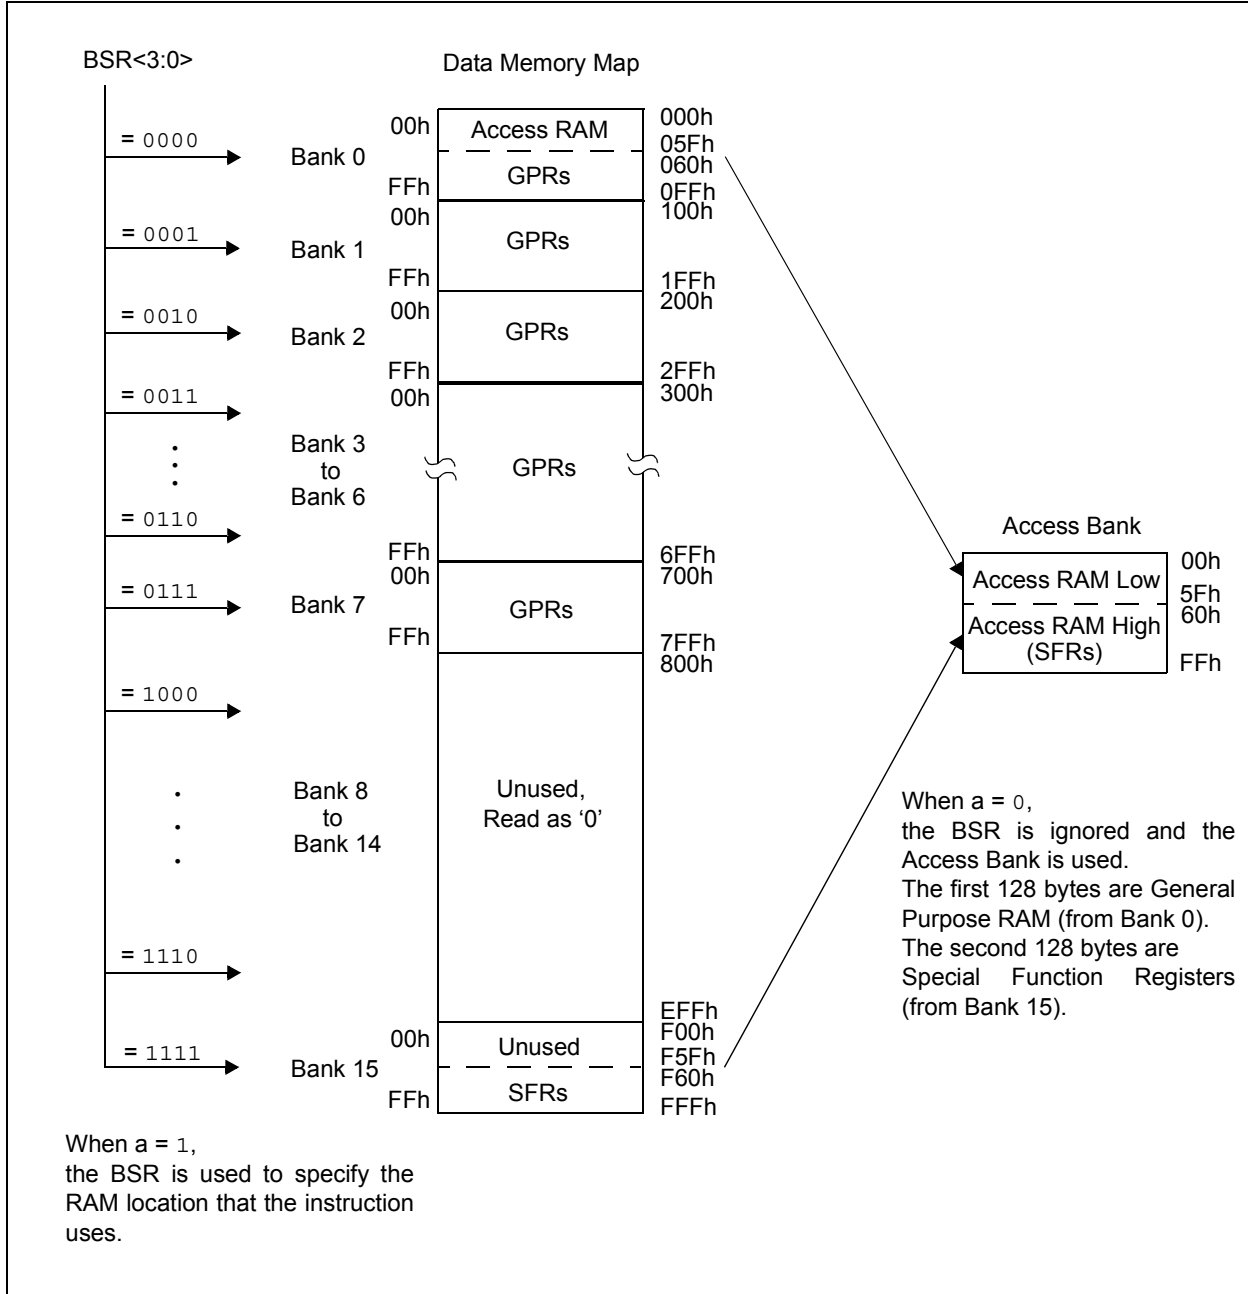 BSR<3:0>
Data Memory Map
= 0000
Bank 0
00h
Access RAM
000h
05Fh
060h
FFh
GPRs
0FFh
= 0001
Bank 1
00h
GPRs
100h
FFh
1FFh
= 0010
Bank 2
00h
GPRs
200h
FFh
2FFh
= 0011
00h
300h
Bank 3
to
Bank 6
GPRs
= 0110
FFh
6FFh
= 0111
Bank 7
00h
GPRs
700h
FFh
7FFh
= 1000
800h
Bank 8
to
Bank 14
Unused,
Read as ‘0’
= 1110
EFFh
= 1111
Bank 15
00h
Unused
F00h
F5Fh
F60h
FFh
SFRs
FFFh
Access Bank
Access RAM Low
00h
5Fh
60h
Access RAM High
(SFRs)
FFh
When a = 0,
the BSR is ignored and the
Access Bank is used.
The first 128 bytes are General
Purpose RAM (from Bank 0).
The second 128 bytes are
Special Function Registers
(from Bank 15).
When a = 1,
the BSR is used to specify the
RAM location that the instruction
uses.